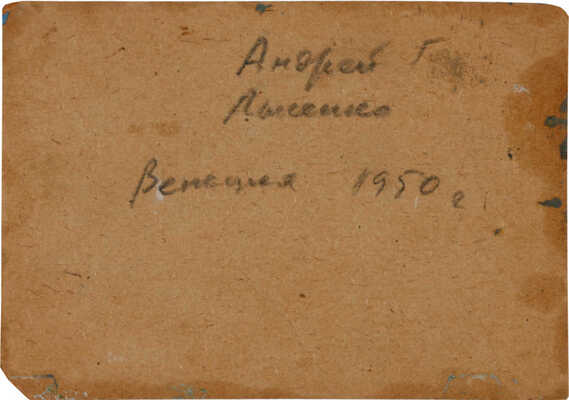 Андрей Г
Лысенко
Венеция 1950 г